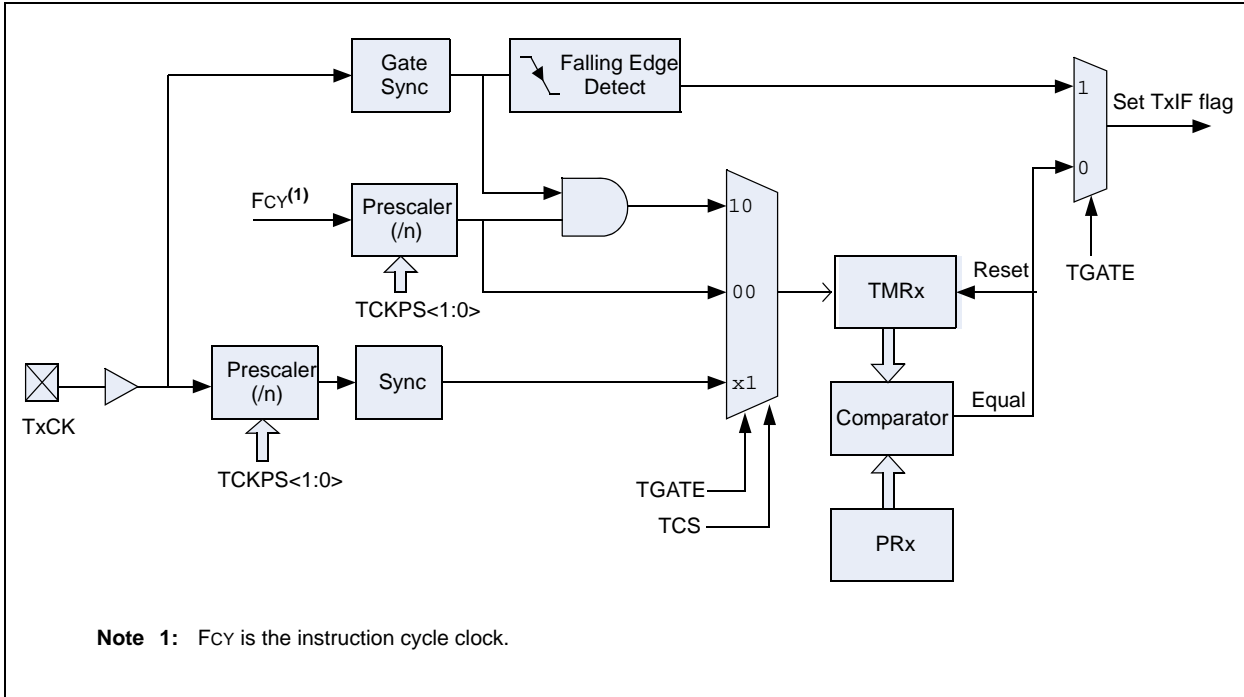 Gate
Sync
Falling Edge
Detect
1
Set TxIF flag
0
TGATE
FCY(1)
Prescaler
(/n)
TCKPS<1:0>
10
00
x1
TMRx
Reset
TxCK
Prescaler
(/n)
TCKPS<1:0>
Sync
Comparator
Equal
TGATE
TCS
PRx
Note 1: FCY is the instruction cycle clock.